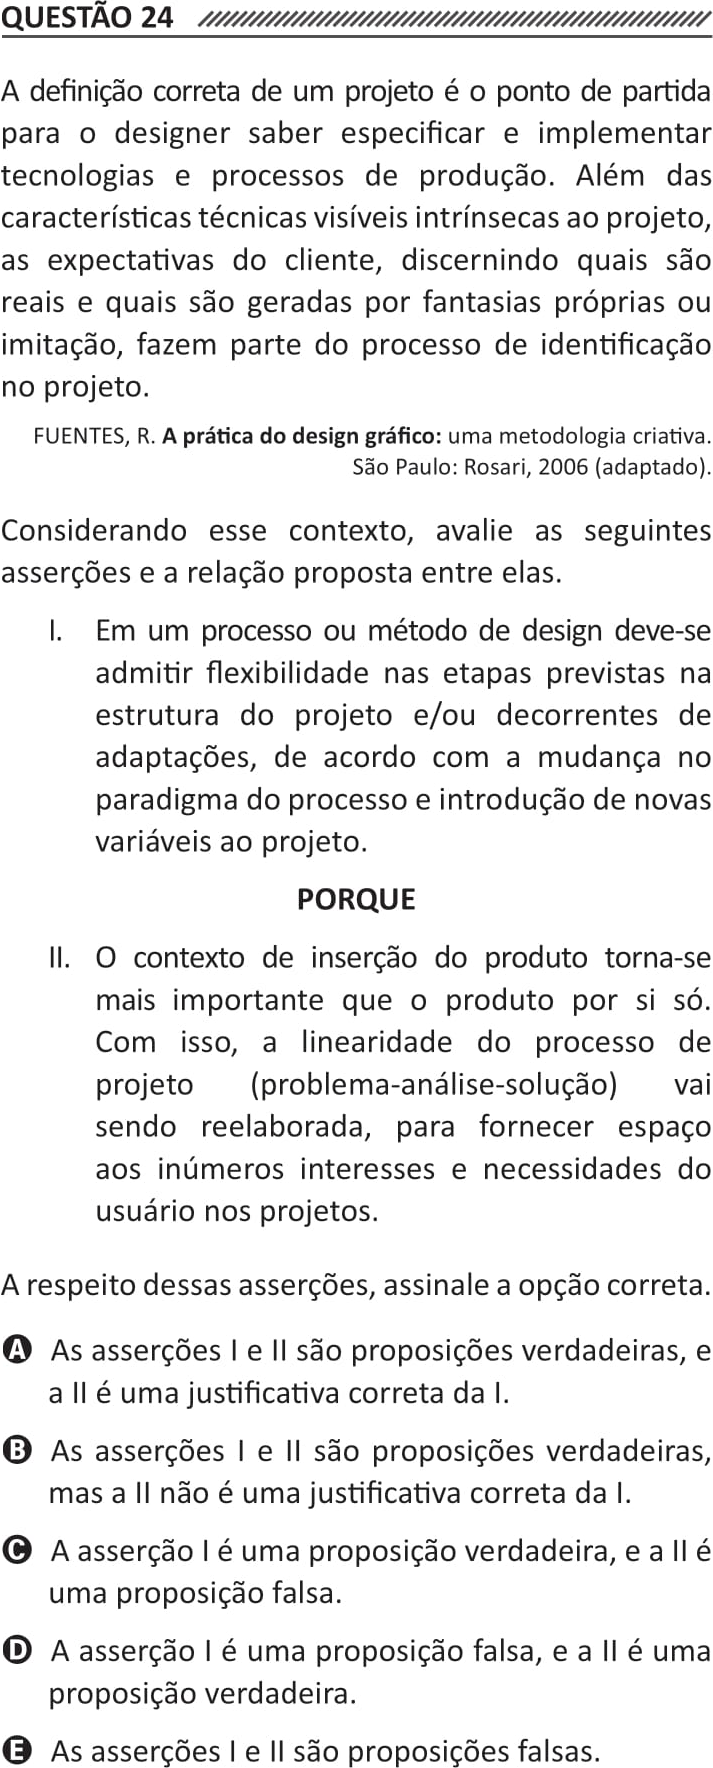 QUESTÃO 24
A definição correta de um projeto é o ponto de partida
para o designer saber especificar e implementar
tecnologias e processos de produção. Além das
características técnicas visíveis intrínsecas ao projeto,
as expectativas do cliente, discernindo quais são
reais e quais são geradas por fantasias próprias ou
imitação, fazem parte do processo de identificação
no projeto.
FUENTES, R. A prática do design gráfico: uma metodologia criativa.
São Paulo: Rosari, 2006 (adaptado).
Considerando esse contexto, avalie as seguintes
asserções e a relação proposta entre elas.
I. Em um processo ou método de design deve-se
admitir flexibilidade nas etapas previstas na
estrutura do projeto e/ou decorrentes de
adaptações, de acordo com a mudança no
paradigma do processo e introdução de novas
variáveis ao projeto.
PORQUE
II. O contexto de inserção do produto torna-se
mais importante que o produto por si só.
Com isso, a linearidade do processo de
projeto (problema-análise-solução) vai
sendo reelaborada, para fornecer espaço
aos inúmeros interesses e necessidades do
usuário nos projetos.
A respeito dessas asserções, assinale a opção correta.
A As asserções I e II são proposições verdadeiras, e
a II é uma justificativa correta da I.
B As asserções I e II são proposições verdadeiras,
mas a II não é uma justificativa correta da I.
C A asserção I é uma proposição verdadeira, e a II é
uma proposição falsa.
D A asserção I é uma proposição falsa, e a II é uma
proposição verdadeira.
E As asserções I e II são proposições falsas.